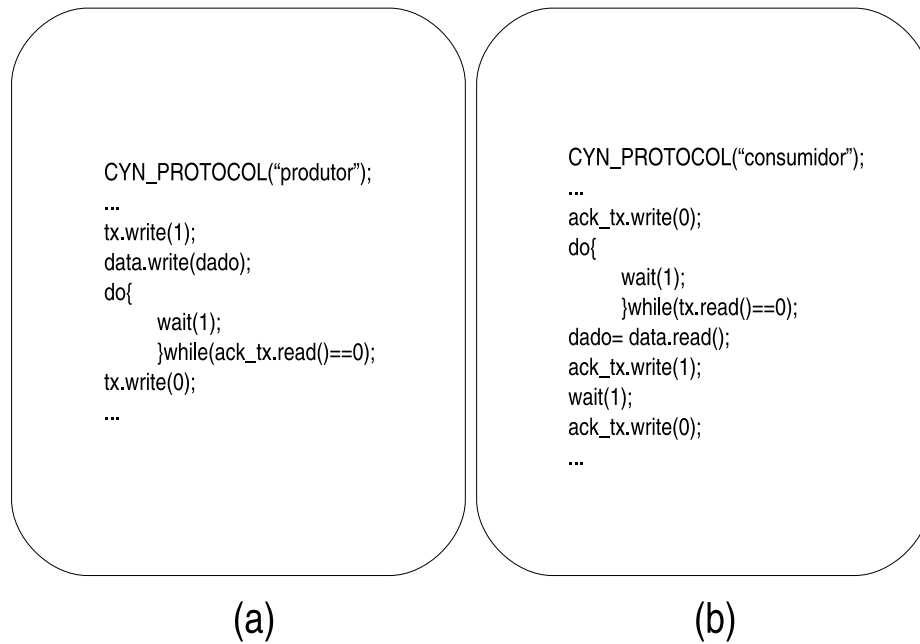 CYN_PROTOCOL(“produtor”);
...
tx.write(1);
data.write(dado);
do{
wait(1);
}while(ack_tx.read()==0);
tx.write(0);
...
(a)
CYN_PROTOCOL(“consumidor”);
...
ack_tx.write(0);
do{
wait(1);
}while(tx.read()==0);
dado= data.read();
ack_tx.write(1);
wait(1);
ack_tx.write(0);
...
(b)